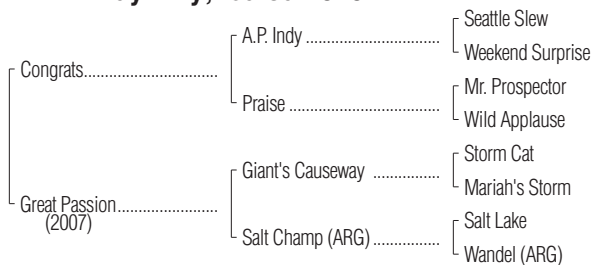 Seattle Slew
A.P. Indy
Weekend Surprise
Congrats
Mr. Prospector
Praise
Wild Applause
Storm Cat
Giant's Causeway
Mariah's Storm
Great Passion
(2007)
Salt Lake
Salt Champ (ARG)
Wandel (ARG)